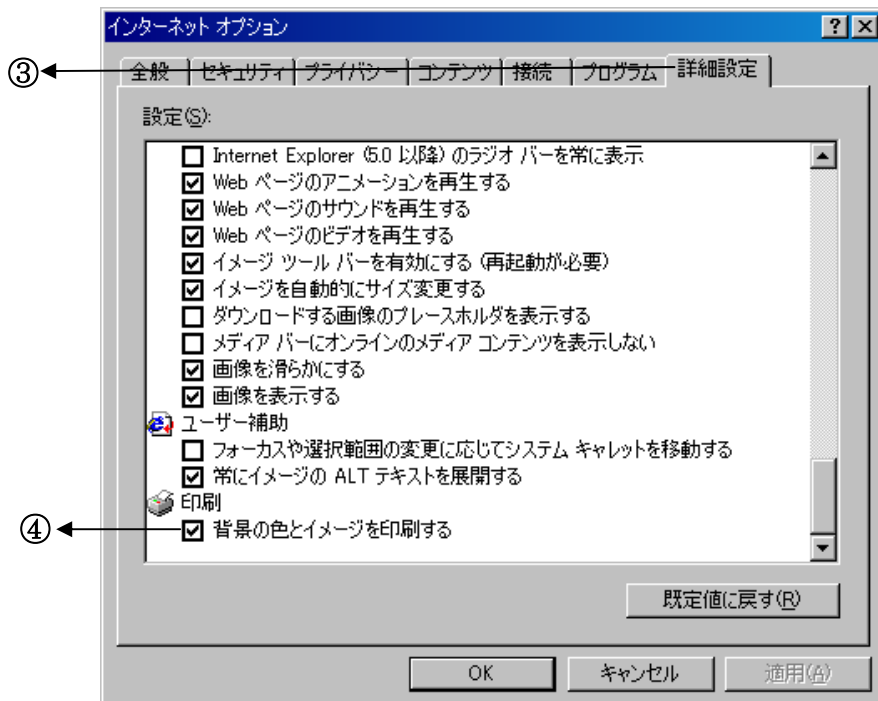 インターネット オプション
③ 全般 セキュリティ プライバシー コンテンツ 接続 プログラム 詳細設定
設定(S):
Internet Explorer (5.0 以降) のラジオ バーを常に表示
Web ページのアニメーションを再生する
Web ページのサウンドを再生する
Web ページのビデオを再生する
イメージ ツール バーを有効にする (再起動が必要)
イメージを自動的にサイズ変更する
ダウンロードする画像のプレースホルダを表示する
メディア バーにオンラインのメディア コンテンツを表示しない
画像を滑らかにする
画像を表示する
ユーザー補助
フォーカスや選択範囲の変更に応じてシステム キャレットを移動する
常にイメージの ALT テキストを展開する
印刷
④ 背景の色とイメージを印刷する
既定値に戻す(R)
OK キャンセル 適用(A)